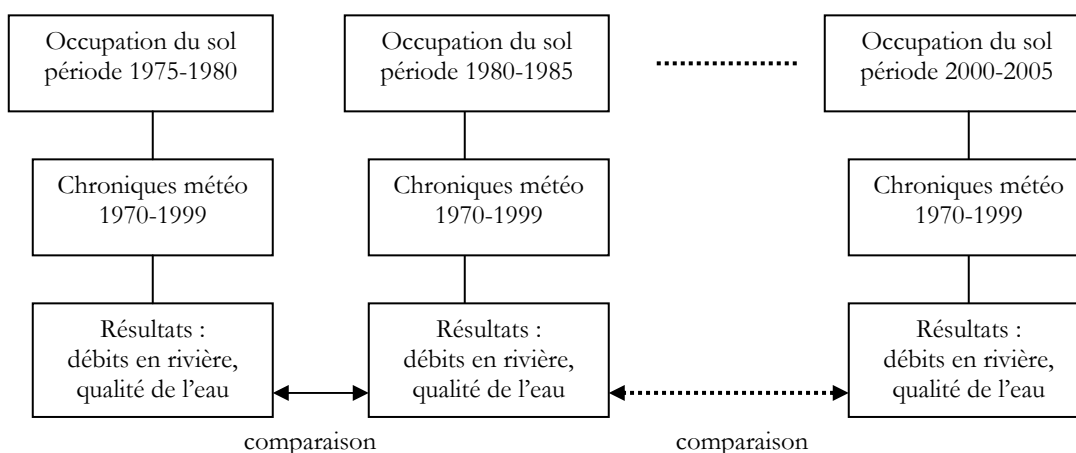 Occupation du sol
période 1975-1980
Occupation du sol
période 1980-1985
Occupation du sol
période 2000-2005
Chroniques météo
1970-1999
Chroniques météo
1970-1999
Chroniques météo
1970-1999
Résultats :
débits en rivière,
qualité de l'eau
Résultats :
débits en rivière,
qualité de l'eau
Résultats :
débits en rivière,
qualité de l'eau
comparaison
comparaison